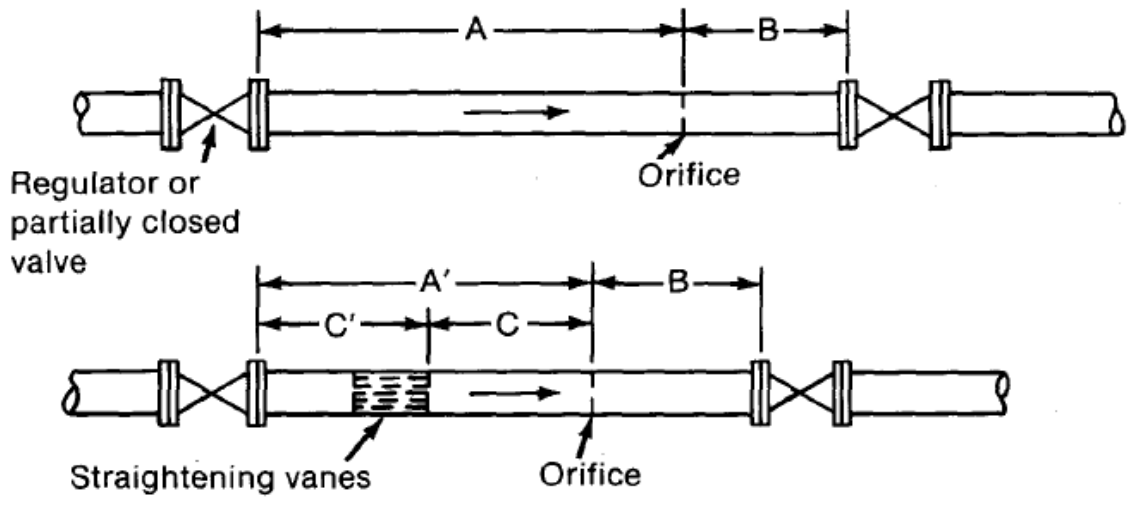 A
B
Orifice
Regulator or
partially closed
valve
A′
B
C′
C
Straightening vanes
Orifice